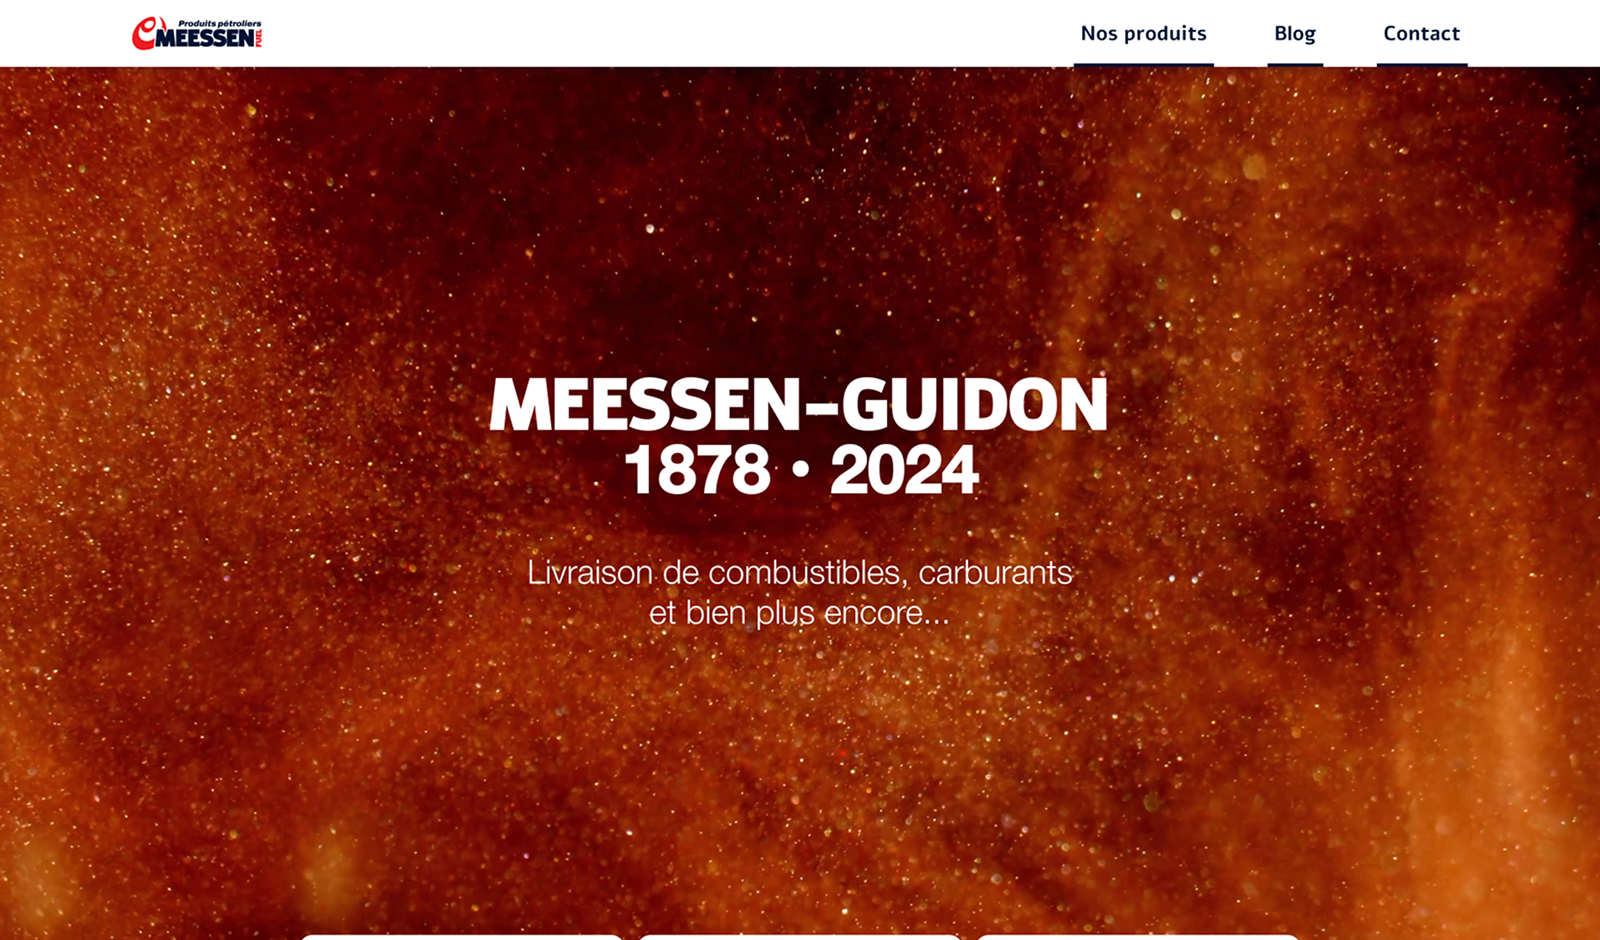 Produits pétroliers
MEESSEN
FUEL
Nos produits
Blog
Contact
MEESSEN–GUIDON
1878 • 2024
Livraison de combustibles, carburants
et bien plus encore...